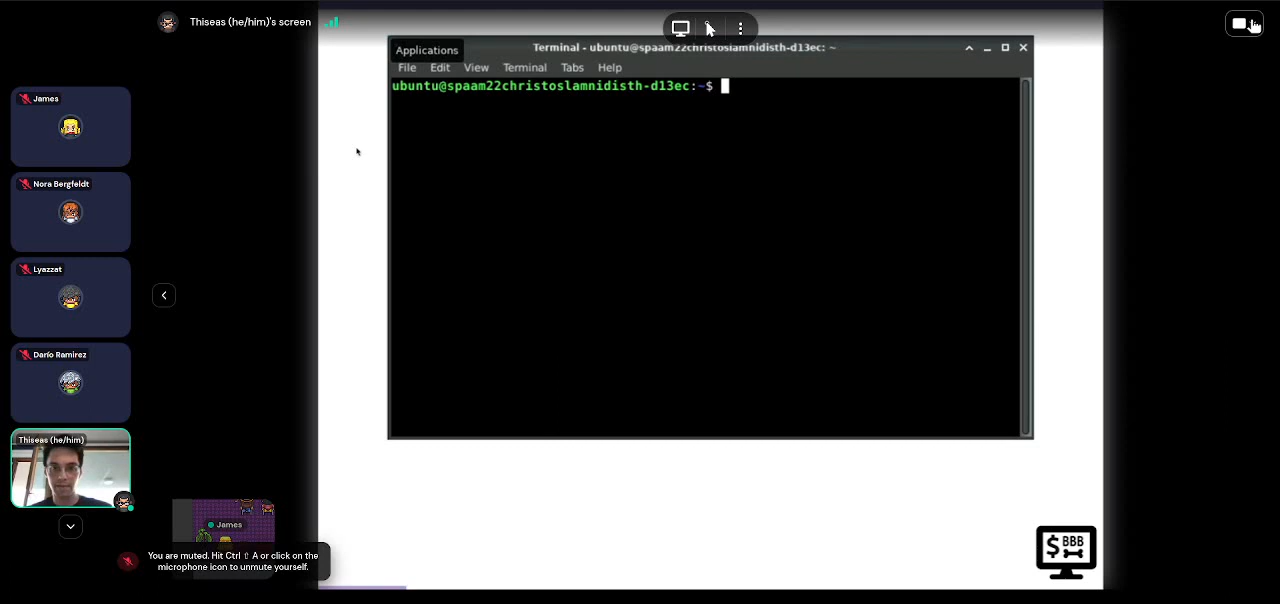 Thiseas (he/him)'s screen
James
Nora Bergfeldt
Lyazzat
Darío Ramirez
Thiseas (he/him)
James
You are muted. Hit Ctrl ⇧ A or click on the
microphone icon to unmute yourself.
Applications
Terminal - ubuntu@spaam22christoslamnidisth-d13ec: ~
File Edit View Terminal Tabs Help
ubuntu@spaam22christoslamnidisth-d13ec:~$
$ BBB